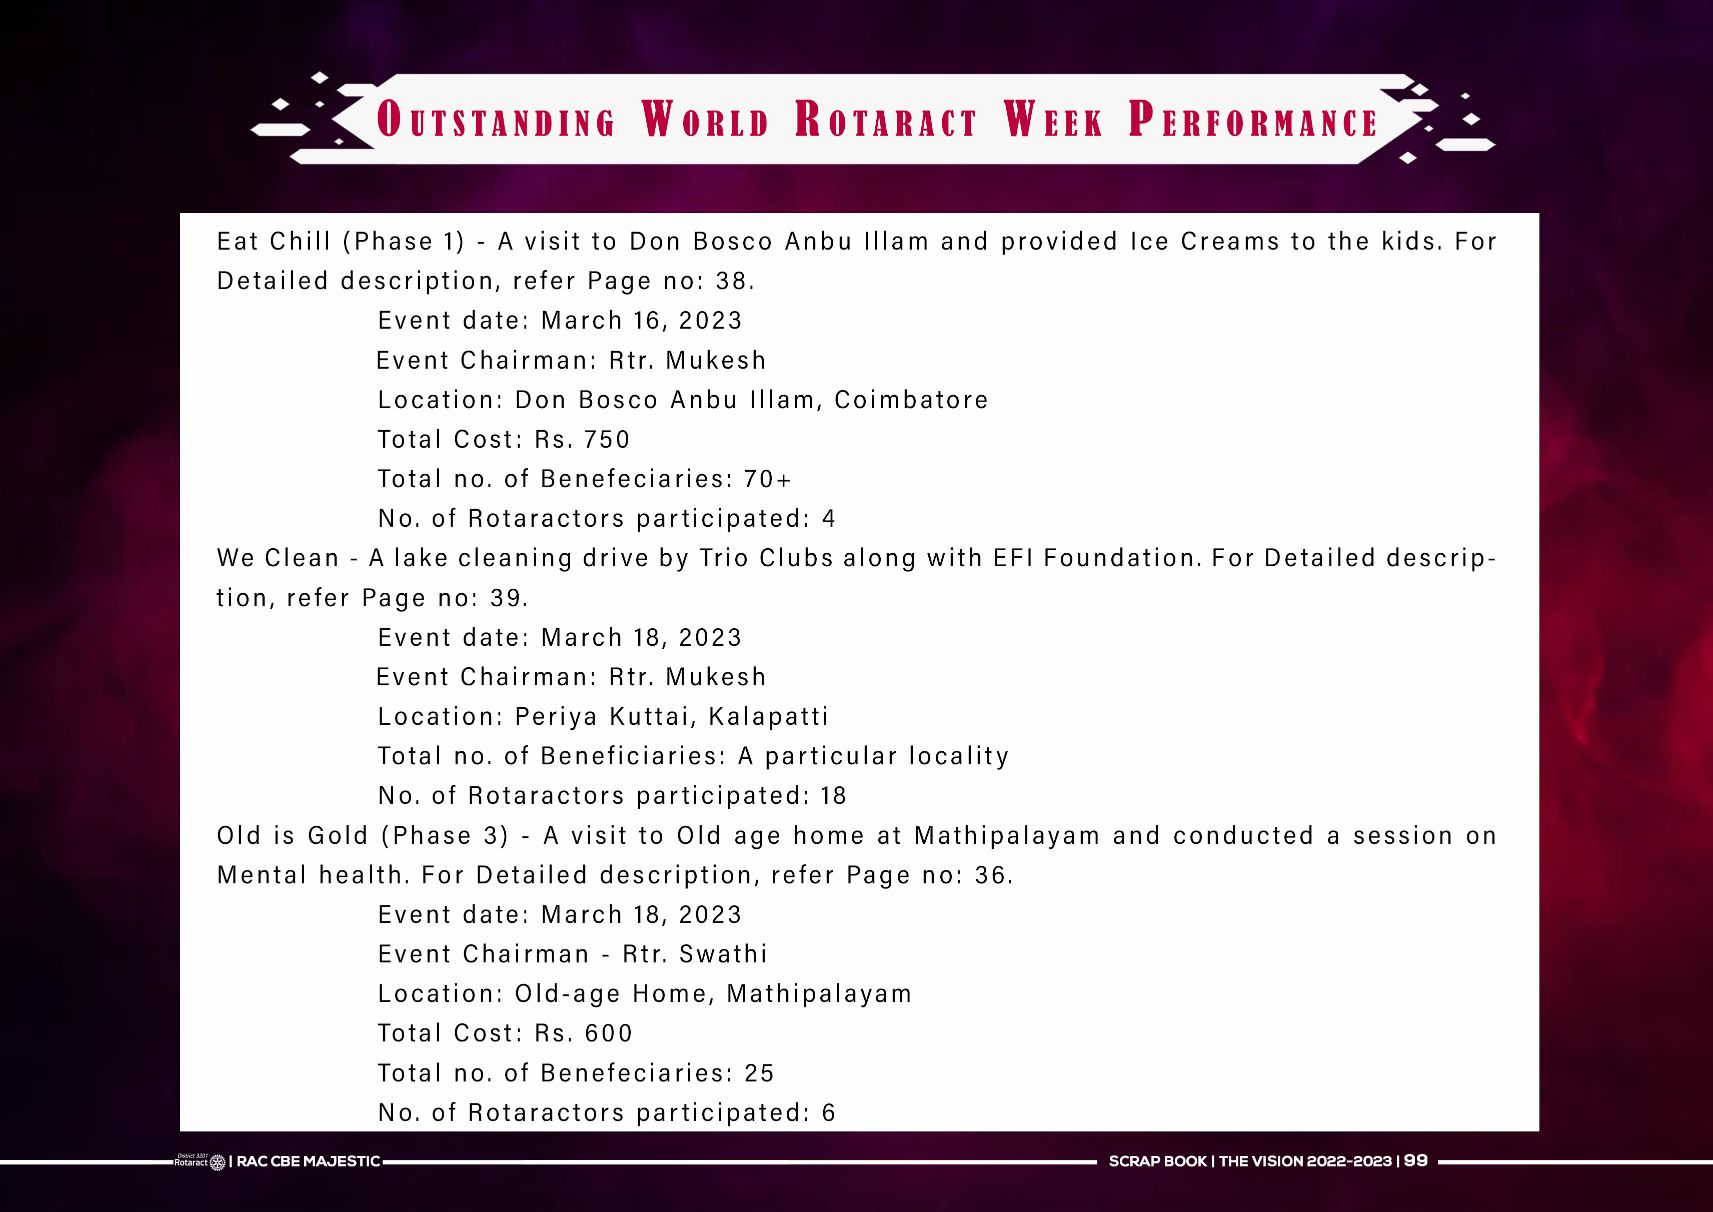 OUTSTANDING WORLD ROTARACT WEEK PERFORMANCE
Eat Chill (Phase 1) - A visit to Don Bosco Anbu Illam and provided Ice Creams to the kids. For
Detailed description, refer Page no: 38.
Event date: March 16, 2023
Event Chairman: Rtr. Mukesh
Location: Don Bosco Anbu Illam, Coimbatore
Total Cost: Rs. 750
Total no. of Benefeciaries: 70+
No. of Rotaractors participated: 4
We Clean - A lake cleaning drive by Trio Clubs along with EFI Foundation. For Detailed descrip-
tion, refer Page no: 39.
Event date: March 18, 2023
Event Chairman: Rtr. Mukesh
Location: Periya Kuttai, Kalapatti
Total no. of Beneficiaries: A particular locality
No. of Rotaractors participated: 18
Old is Gold (Phase 3) - A visit to Old age home at Mathipalayam and conducted a session on
Mental health. For Detailed description, refer Page no: 36.
Event date: March 18, 2023
Event Chairman - Rtr. Swathi
Location: Old-age Home, Mathipalayam
Total Cost: Rs. 600
Total no. of Benefeciaries: 25
No. of Rotaractors participated: 6
District 3201
Rotaract | RAC CBE MAJESTIC
SCRAP BOOK | THE VISION 2022-2023 | 99